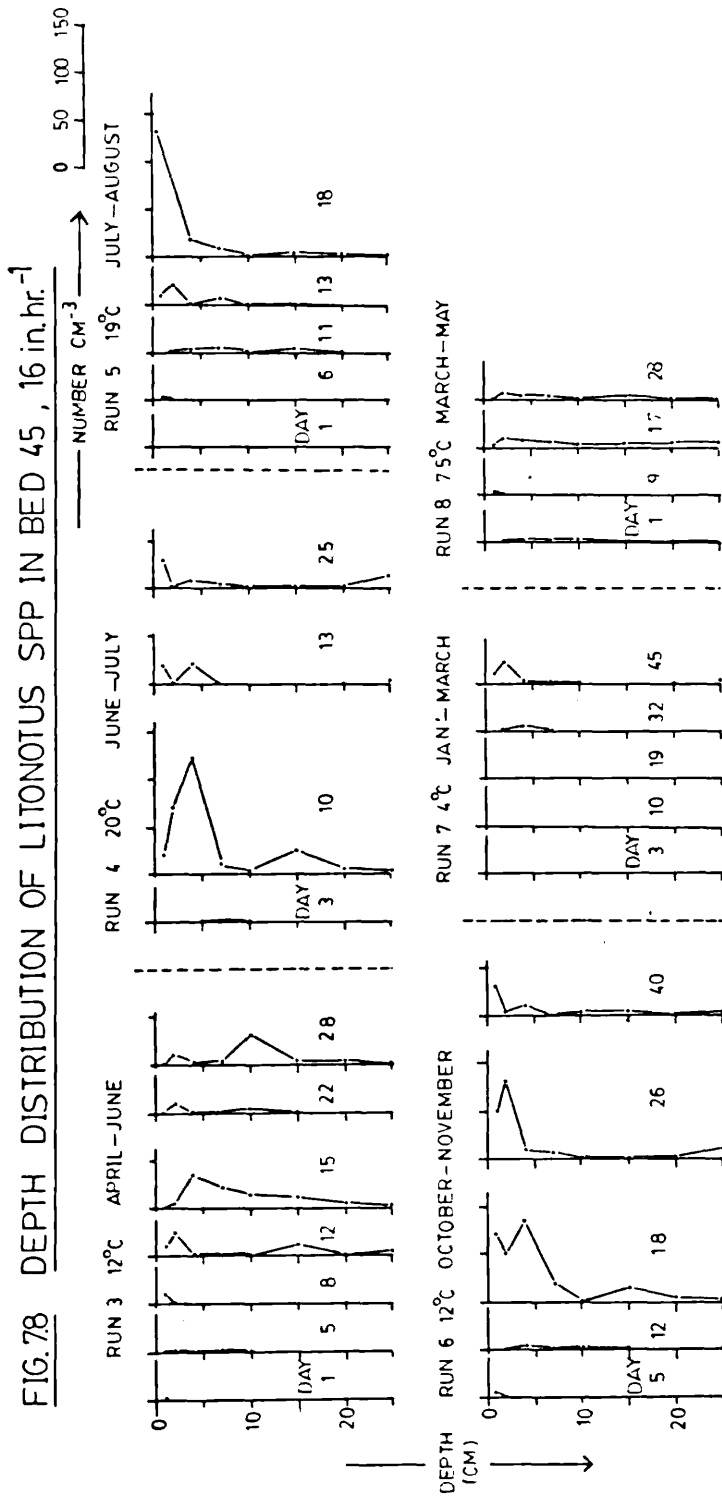 FIG. 7.8 DEPTH DISTRIBUTION OF LITONOTUS SPP IN BED 45, 16 in.hr.⁻¹
NUMBER CM⁻³
0 50 100 150
RUN 3 12°C APRIL–JUNE
DAY
1 5 8 12 15 22 28
RUN 4 20°C JUNE–JULY
DAY
3 10 13 25
RUN 5 19°C JULY–AUGUST
DAY
1 6 11 13 18
0
10
20
DEPTH
(CM)
RUN 6 12°C OCTOBER–NOVEMBER
DAY
5 12 18 26 40
RUN 7 4°C JAN'–MARCH
DAY
3 10 19 32 45
RUN 8 7.5°C MARCH–MAY
DAY
1 9 17 28
0
10
20